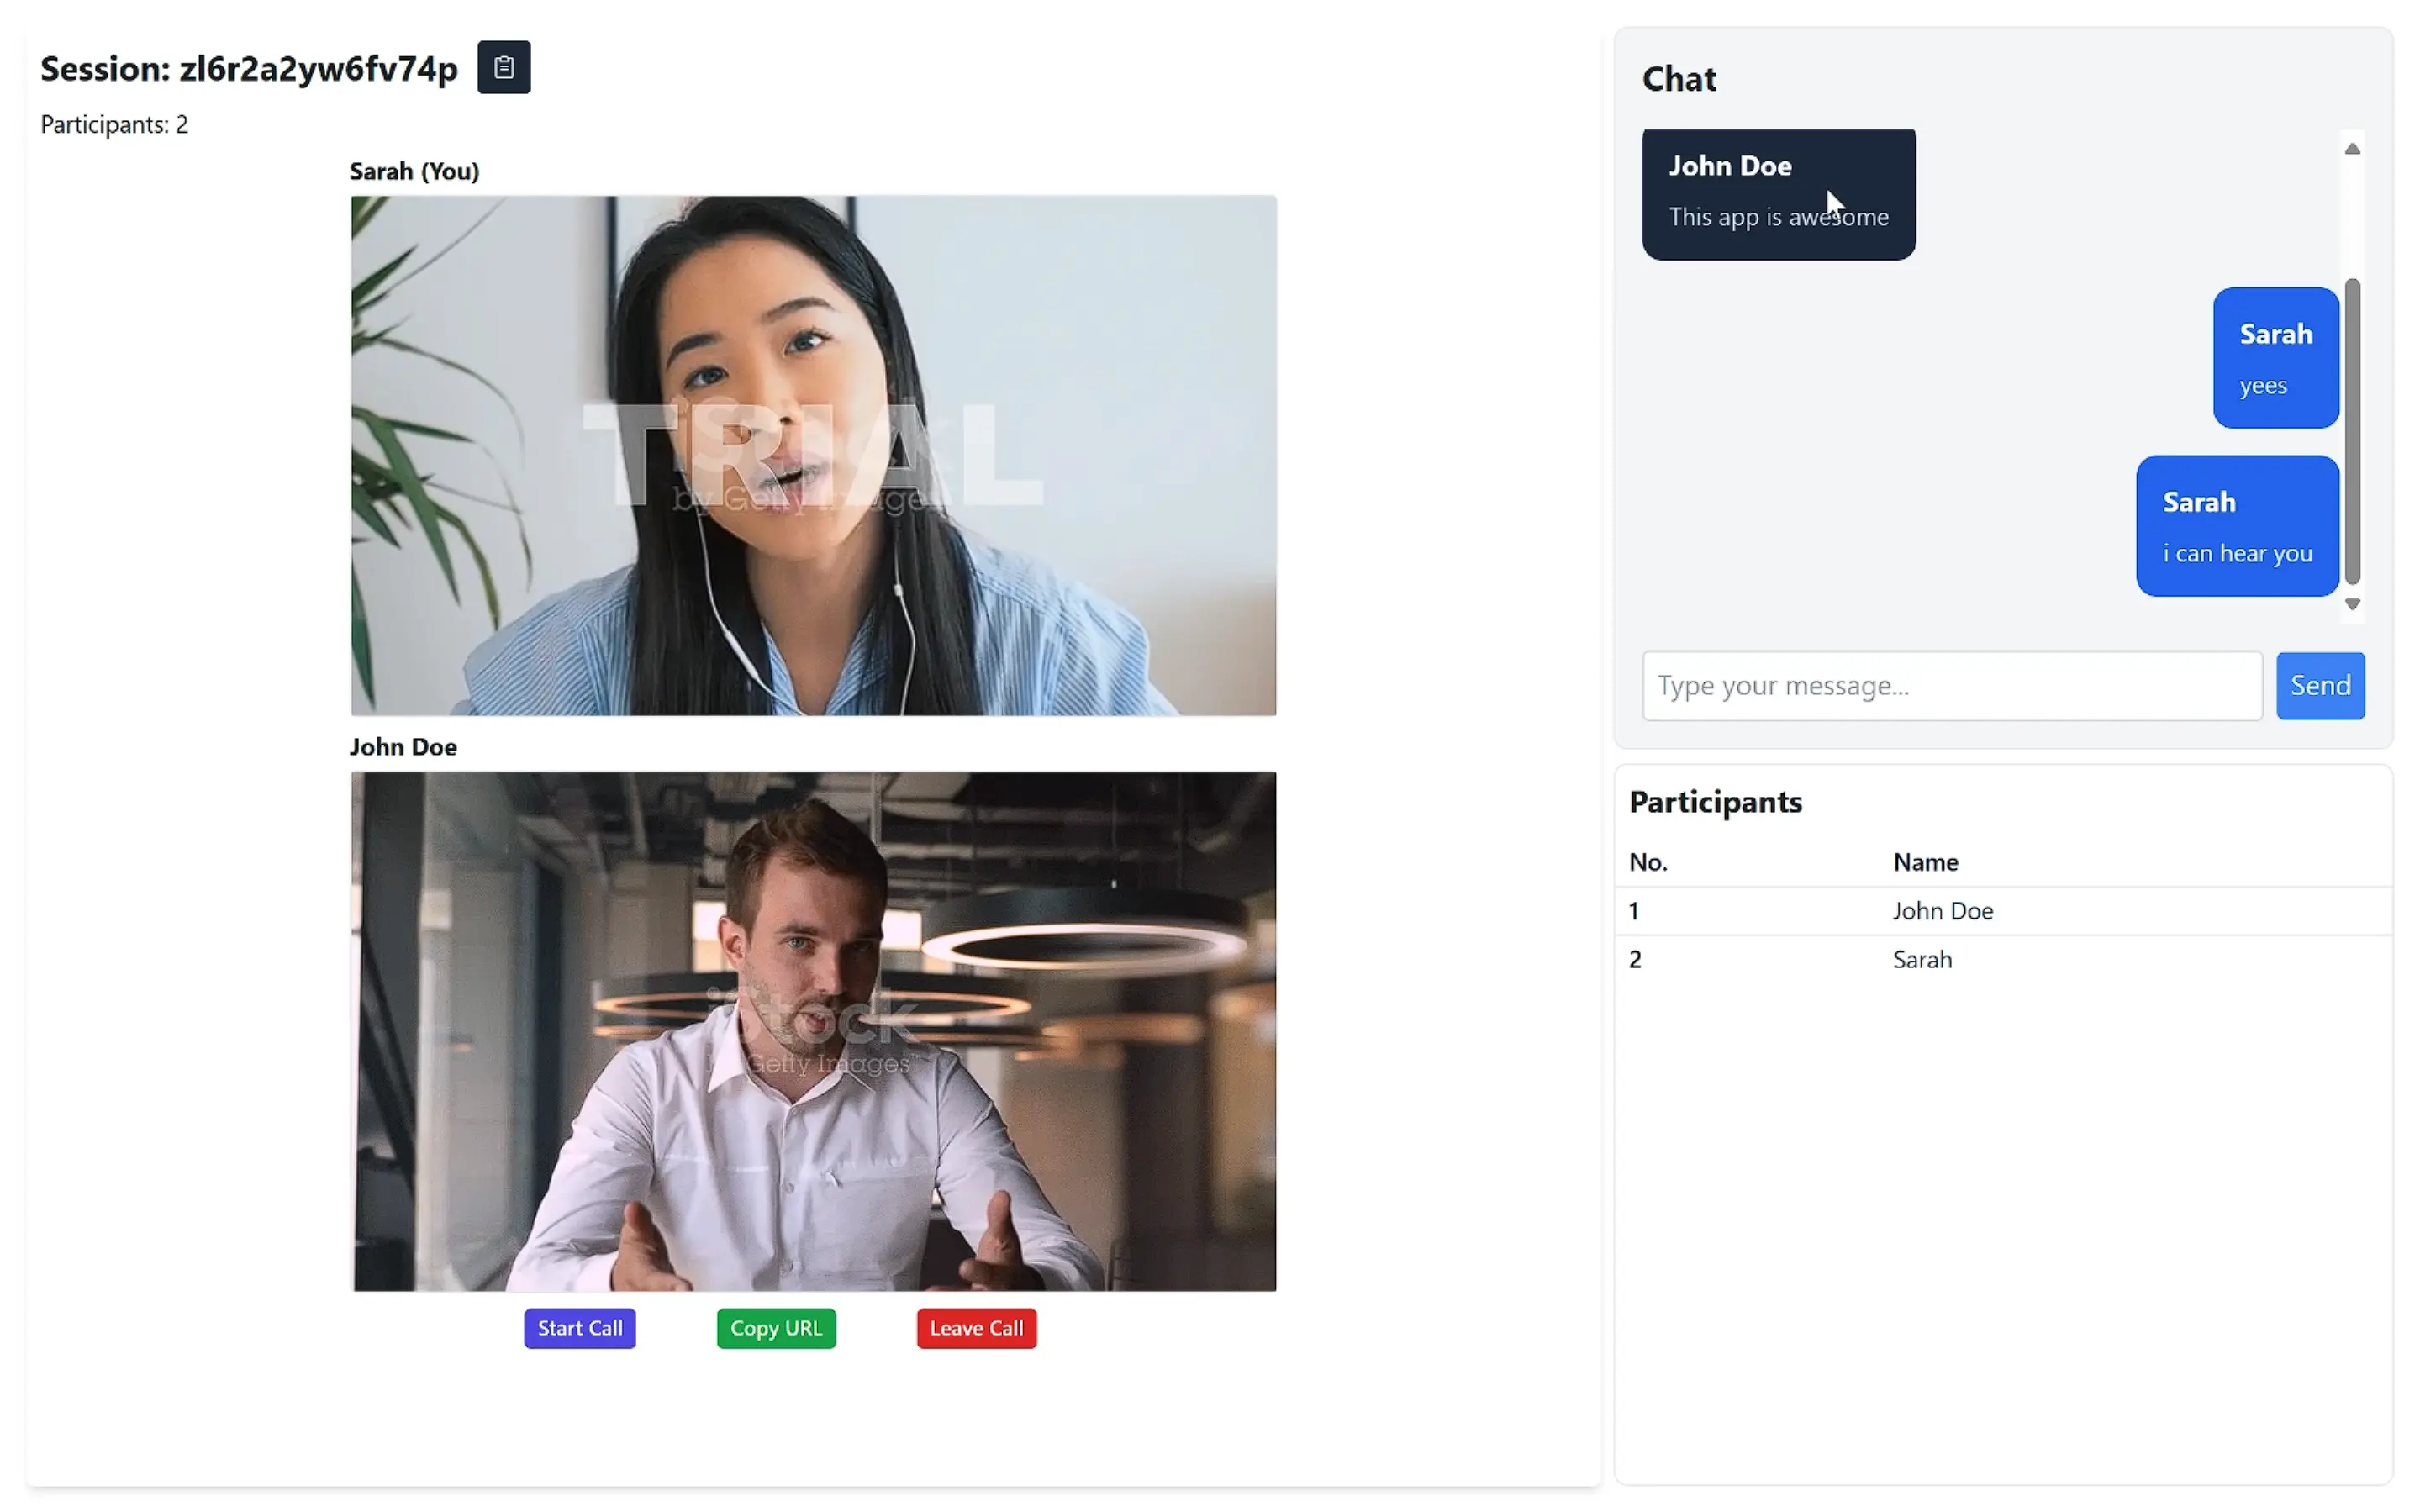 Session: zl6r2a2yw6fv74p
Participants: 2
Sarah (You)
TRIAL
by Getty Images
John Doe
iStock
by Getty Images
Start Call
Copy URL
Leave Call
Chat
John Doe
This app is awesome
Sarah
yees
Sarah
i can hear you
Type your message...
Send
Participants
No. Name
1 John Doe
2 Sarah